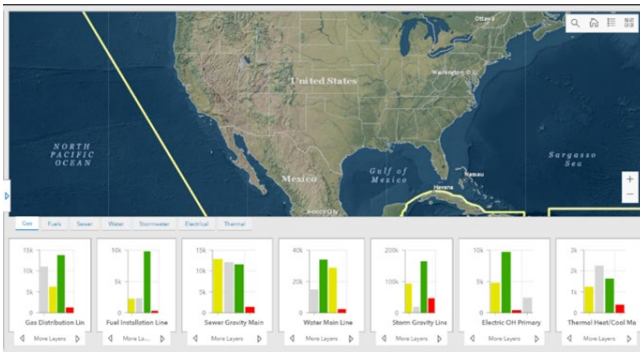 Ottawa
United States
Washington D.C.
NORTH
PACIFIC
OCEAN
Gulf of
Mexico
Mexico
Nassau
Sargasso
Sea
Havana
Mexico City
+
−
Gas Fuels Sewer Water Stormwater Electrical Thermal
15k 10k 5k 0
10k 5k 0
15k 10k 5k 0
40k 20k 0
200k 100k 0
10k 5k 0
3k 2k 1k 0
Gas Distribution Lin Fuel Installation Line Sewer Gravity Main Water Main Line Storm Gravity Line Electric OH Primary Thermal Heat/Cool Ma
More Layers More La... More Layers More Layers More Layers More Layers More Layers